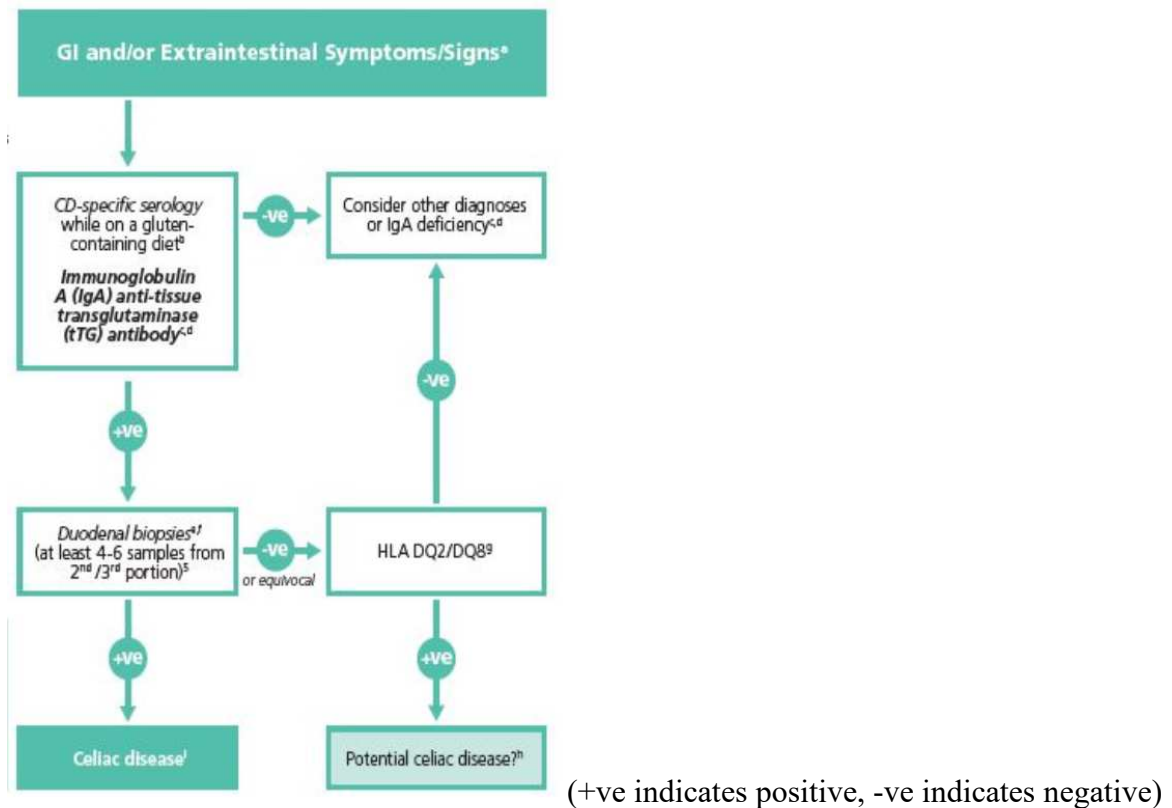 GI and/or Extraintestinal Symptoms/Signsᵃ
CD-specific serology
while on a gluten-
containing dietᵇ
Immunoglobulin
A (IgA) anti-tissue
transglutaminase
(tTG) antibodyᶜ,ᵈ
-ve
Consider other diagnoses
or IgA deficiencyᶜ,ᵈ
-ve
+ve
Duodenal biopsiesᵉ,ᶠ
(at least 4-6 samples from
2ⁿᵈ/3ʳᵈ portion)⁵
-ve
or equivocal
HLA DQ2/DQ8ᵍ
+ve
+ve
Celiac diseaseⁱ
Potential celiac disease?ʰ
(+ve indicates positive, -ve indicates negative)